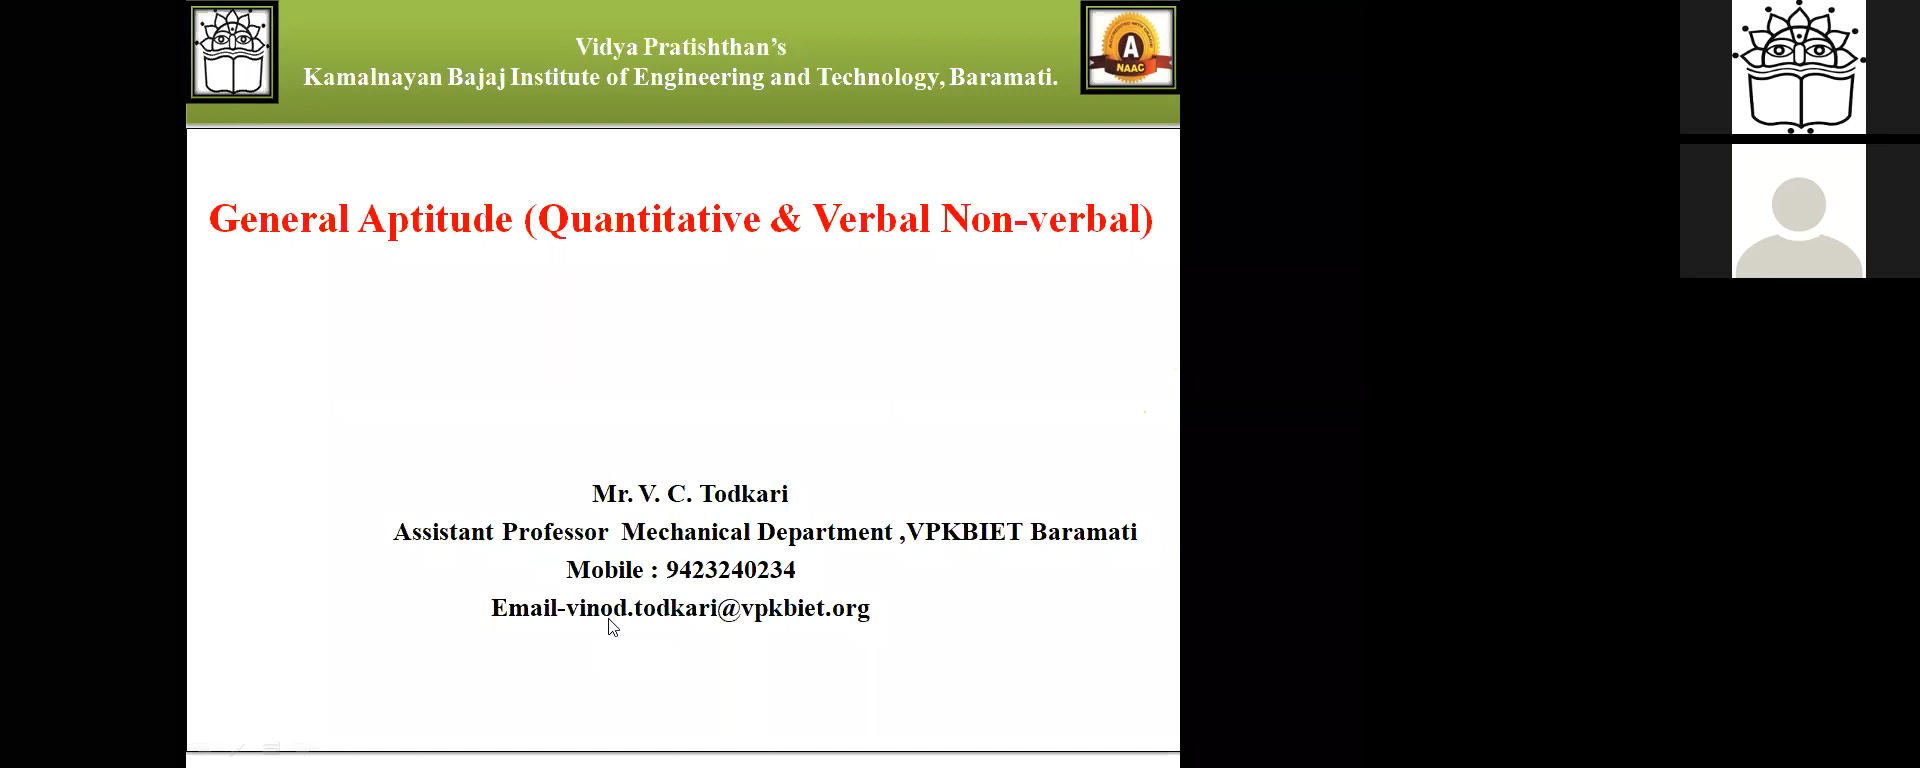 Vidya Pratishthan’s
Kamalnayan Bajaj Institute of Engineering and Technology, Baramati.
A
NAAC
General Aptitude (Quantitative & Verbal Non-verbal)
Mr. V. C. Todkari
Assistant Professor Mechanical Department ,VPKBIET Baramati
Mobile : 9423240234
Email-vinod.todkari@vpkbiet.org